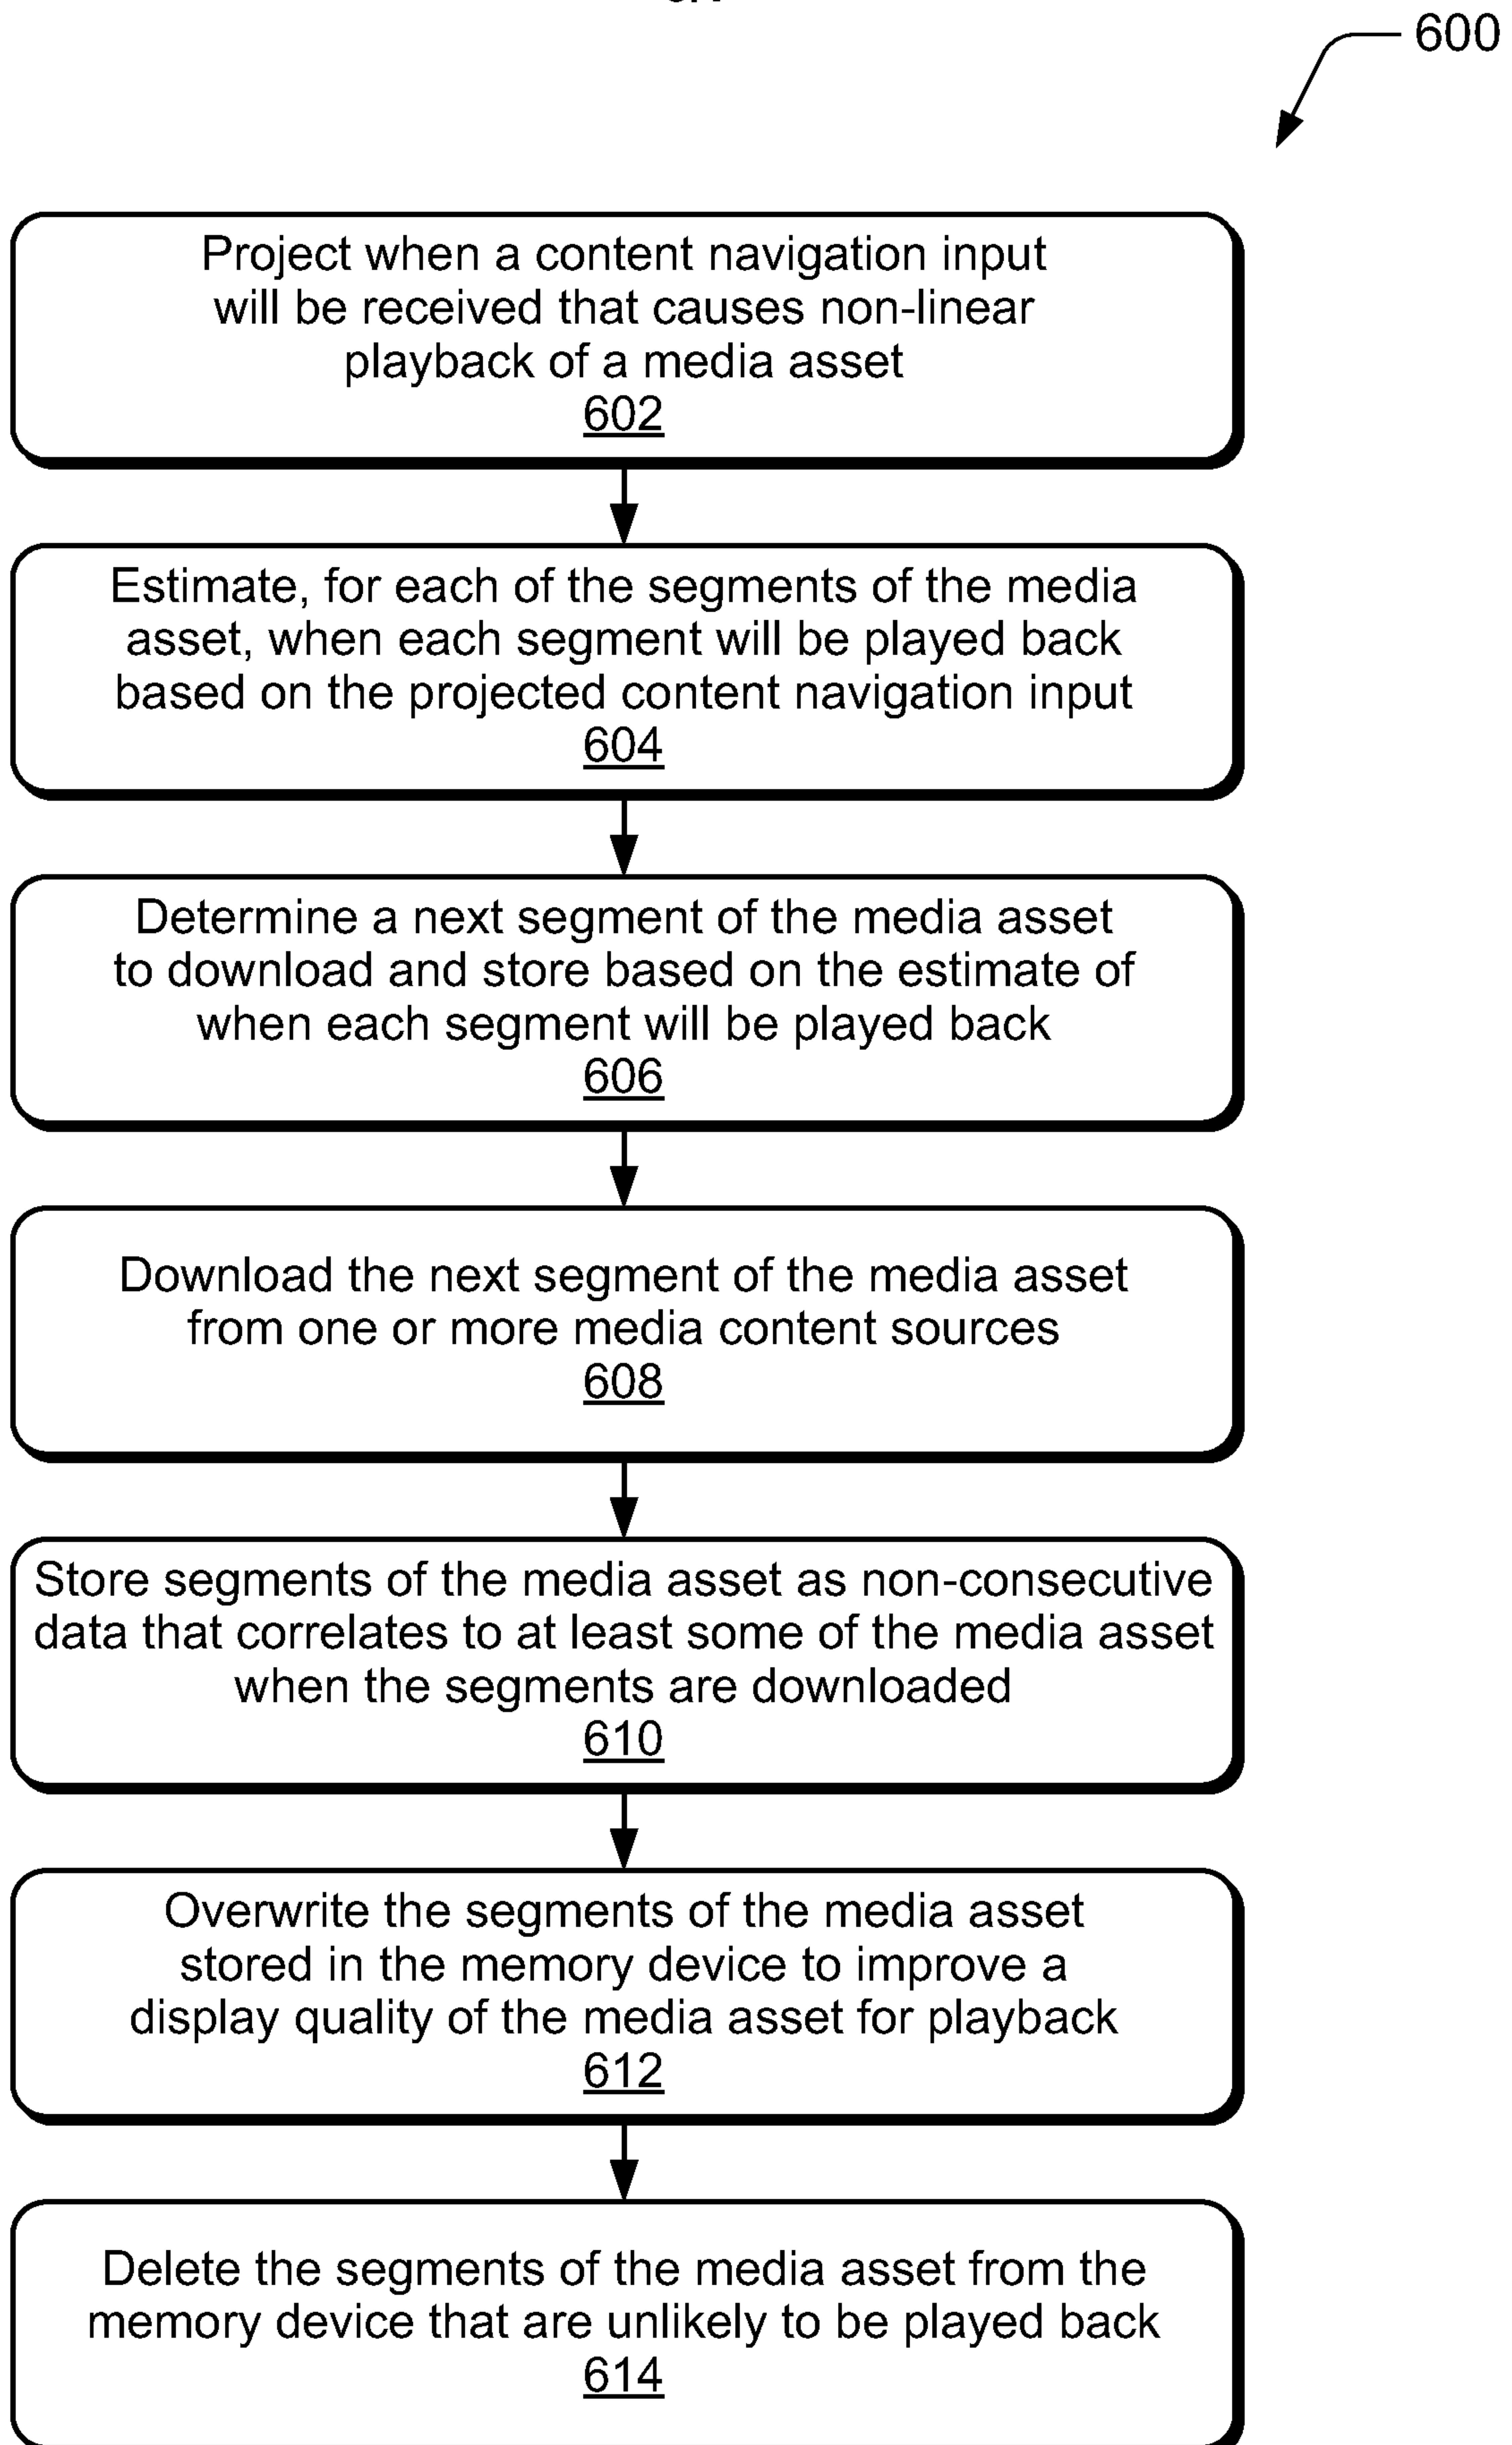 600
Project when a content navigation input
will be received that causes non-linear
playback of a media asset
602
Estimate, for each of the segments of the media
asset, when each segment will be played back
based on the projected content navigation input
604
Determine a next segment of the media asset
to download and store based on the estimate of
when each segment will be played back
606
Download the next segment of the media asset
from one or more media content sources
608
Store segments of the media asset as non-consecutive
data that correlates to at least some of the media asset
when the segments are downloaded
610
Overwrite the segments of the media asset
stored in the memory device to improve a
display quality of the media asset for playback
612
Delete the segments of the media asset from the
memory device that are unlikely to be played back
614